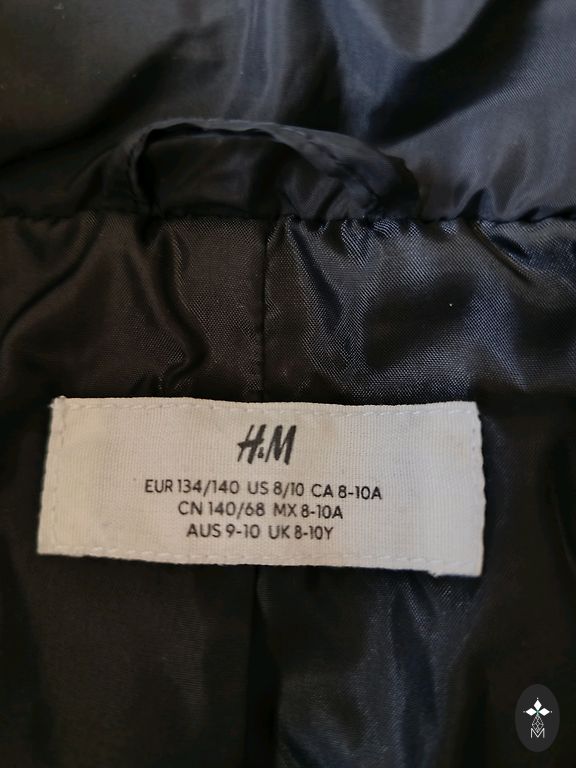 H&M
EUR 134/140 US 8/10 CA 8-10A
CN 140/68 MX 8-10A
AUS 9-10 UK 8-10Y
M